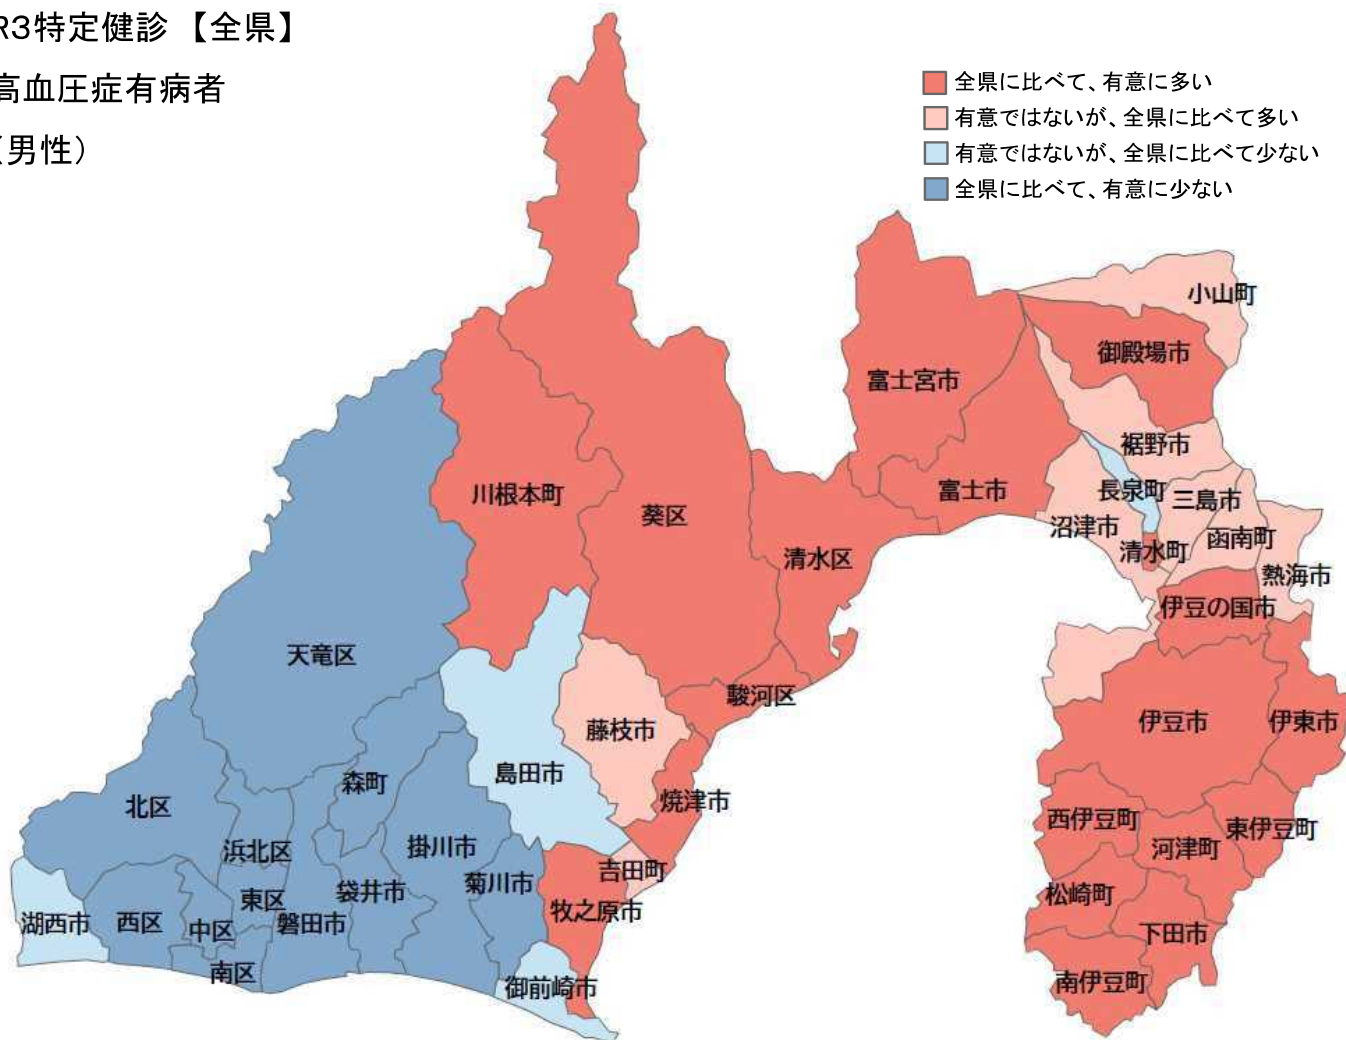 R3特定健診【全県】
高血圧症有病者
（男性）
全県に比べて、有意に多い
有意ではないが、全県に比べて多い
有意ではないが、全県に比べて少ない
全県に比べて、有意に少ない
小山町
御殿場市
富士宮市
裾野市
富士市
長泉町
三島市
川根本町
葵区
沼津市
函南町
清水町
清水区
熱海市
伊豆の国市
天竜区
駿河区
伊豆市
伊東市
藤枝市
島田市
森町
焼津市
北区
西伊豆町
東伊豆町
掛川市
浜北区
河津町
吉田町
菊川市
袋井市
松崎町
東区
牧之原市
湖西市
西区
中区
磐田市
下田市
南区
御前崎市
南伊豆町